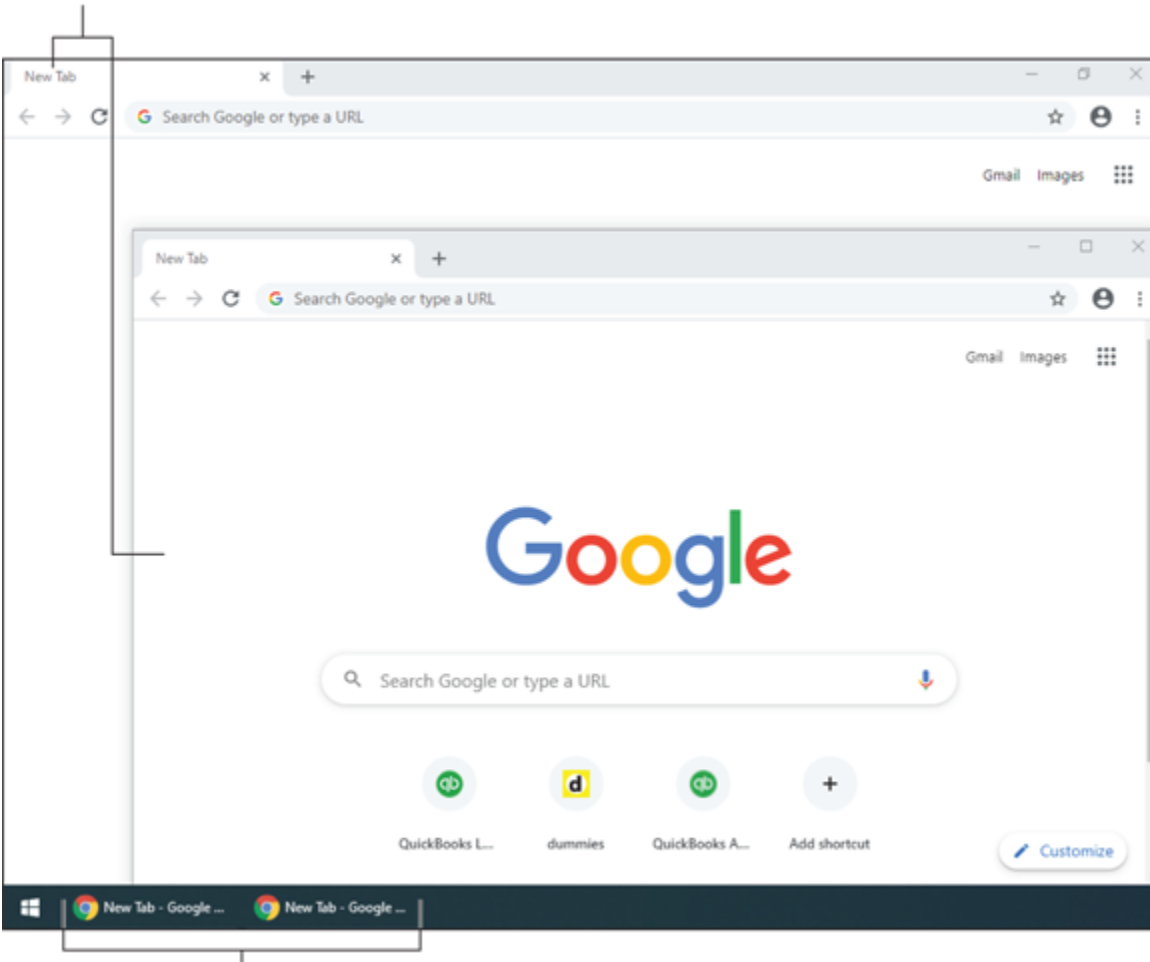 New Tab
Search Google or type a URL
Gmail Images
New Tab
Search Google or type a URL
Gmail Images
Google
Search Google or type a URL
QuickBooks L... dummies QuickBooks A... Add shortcut
Customize
New Tab - Google ... New Tab - Google ...